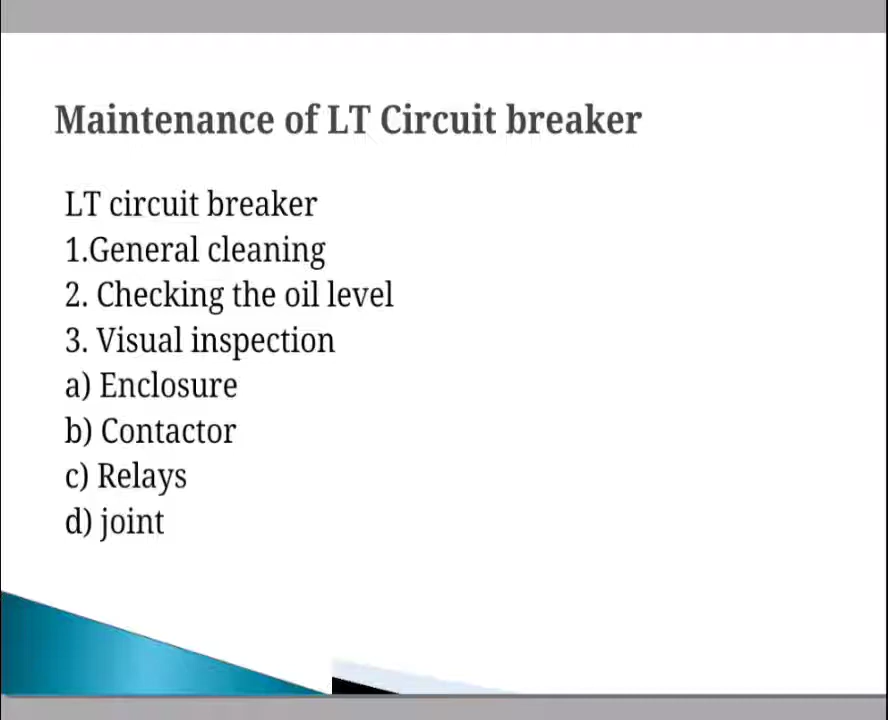 Maintenance of LT Circuit breaker
LT circuit breaker
1.General cleaning
2. Checking the oil level
3. Visual inspection
a) Enclosure
b) Contactor
c) Relays
d) joint